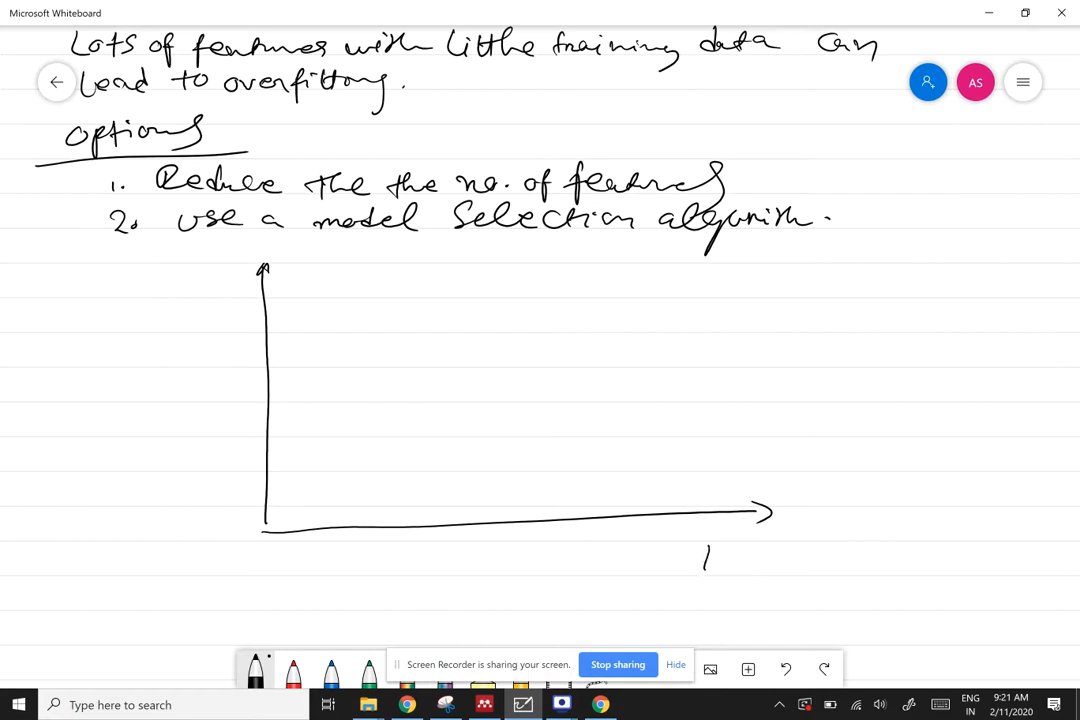 Microsoft Whiteboard
Lots of features with litthe training data can
lead to overfitting.
AS
Options
1. Reduce the the no. of features
2. Use a model selection algorith.
Screen Recorder is sharing your screen.
Stop sharing
Hide
Type here to search
ENG
IN
9:21 AM
2/11/2020